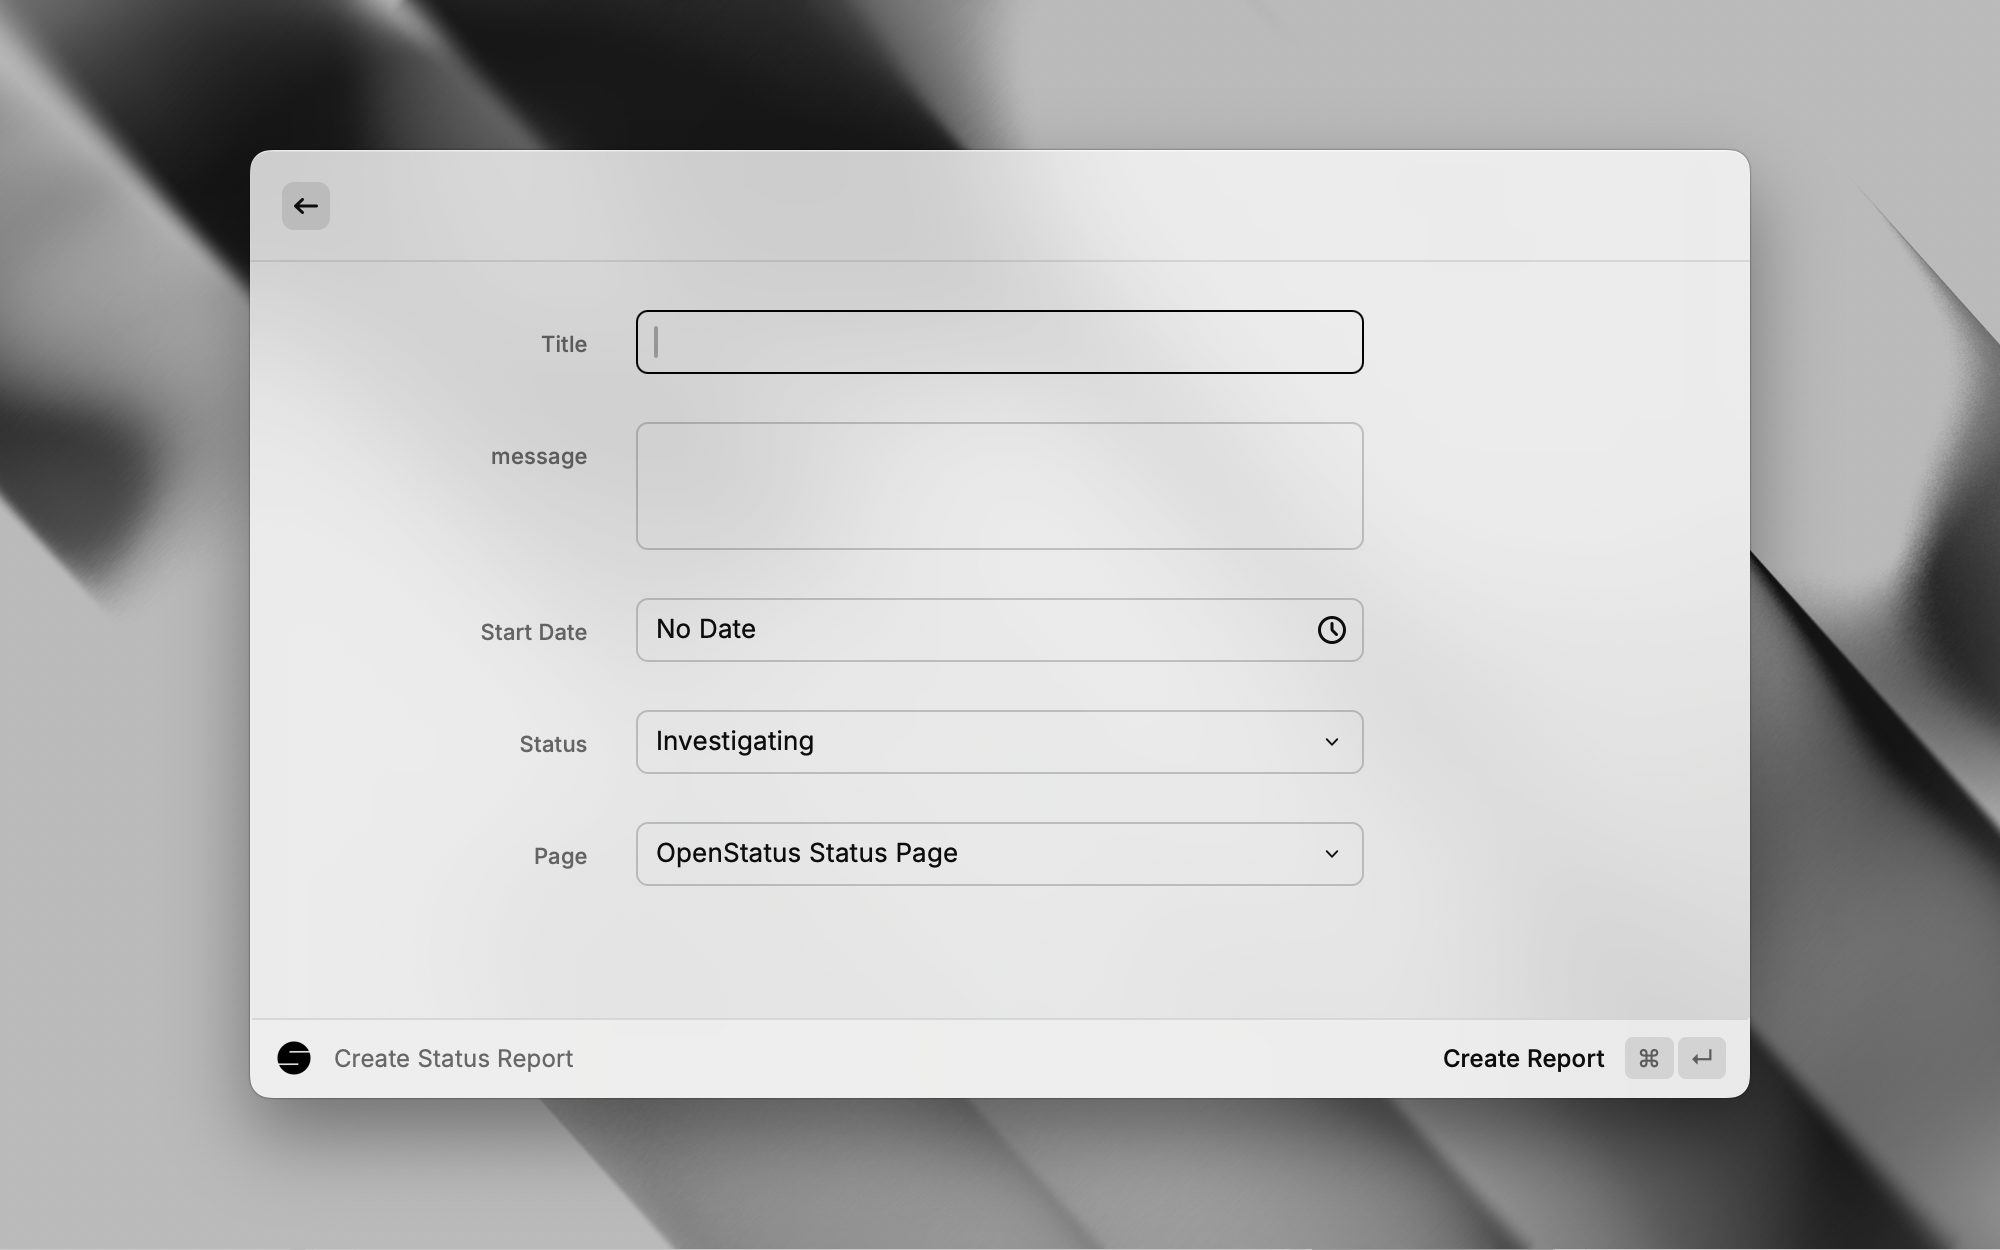 Title
message
Start Date
No Date
Status
Investigating
Page
OpenStatus Status Page
Create Status Report
Create Report ⌘ ↵